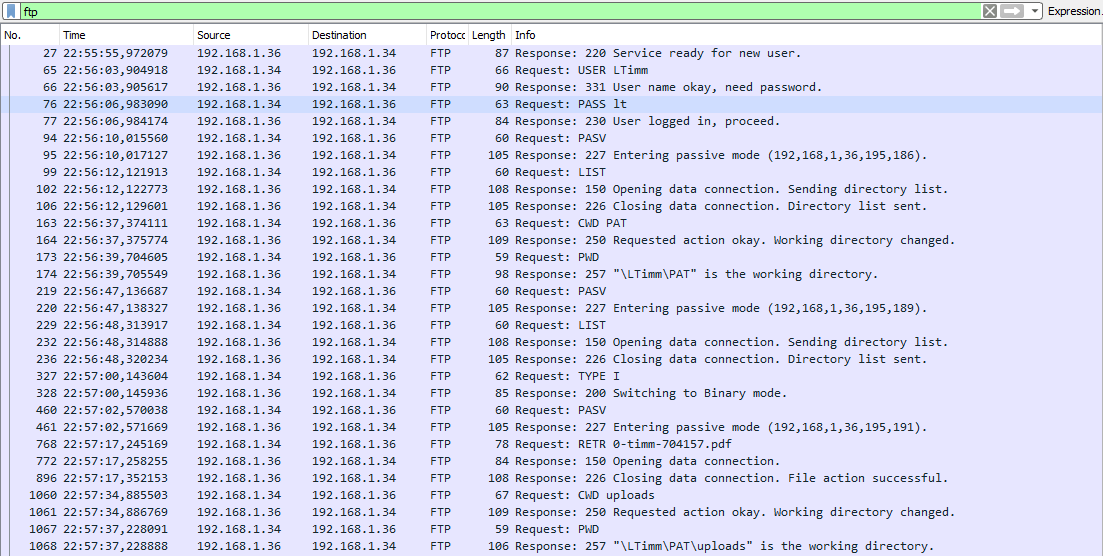 ftp Expression
No. Time Source Destination Protoc Length Info
27 22:55:55,972079 192.168.1.36 192.168.1.34 FTP 87 Response: 220 Service ready for new user.
65 22:56:03,904918 192.168.1.34 192.168.1.36 FTP 66 Request: USER LTimm
66 22:56:03,905617 192.168.1.36 192.168.1.34 FTP 90 Response: 331 User name okay, need password.
76 22:56:06,983090 192.168.1.34 192.168.1.36 FTP 63 Request: PASS lt
77 22:56:06,984174 192.168.1.36 192.168.1.34 FTP 84 Response: 230 User logged in, proceed.
94 22:56:10,015560 192.168.1.34 192.168.1.36 FTP 60 Request: PASV
95 22:56:10,017127 192.168.1.36 192.168.1.34 FTP 105 Response: 227 Entering passive mode (192,168,1,36,195,186).
99 22:56:12,121913 192.168.1.34 192.168.1.36 FTP 60 Request: LIST
102 22:56:12,122773 192.168.1.36 192.168.1.34 FTP 108 Response: 150 Opening data connection. Sending directory list.
106 22:56:12,129601 192.168.1.36 192.168.1.34 FTP 105 Response: 226 Closing data connection. Directory list sent.
163 22:56:37,374111 192.168.1.34 192.168.1.36 FTP 63 Request: CWD PAT
164 22:56:37,375774 192.168.1.36 192.168.1.34 FTP 109 Response: 250 Requested action okay. Working directory changed.
173 22:56:39,704605 192.168.1.34 192.168.1.36 FTP 59 Request: PWD
174 22:56:39,705549 192.168.1.36 192.168.1.34 FTP 98 Response: 257 "\LTimm\PAT" is the working directory.
219 22:56:47,136687 192.168.1.34 192.168.1.36 FTP 60 Request: PASV
220 22:56:47,138327 192.168.1.36 192.168.1.34 FTP 105 Response: 227 Entering passive mode (192,168,1,36,195,189).
229 22:56:48,313917 192.168.1.34 192.168.1.36 FTP 60 Request: LIST
232 22:56:48,314888 192.168.1.36 192.168.1.34 FTP 108 Response: 150 Opening data connection. Sending directory list.
236 22:56:48,320234 192.168.1.36 192.168.1.34 FTP 105 Response: 226 Closing data connection. Directory list sent.
327 22:57:00,143604 192.168.1.34 192.168.1.36 FTP 62 Request: TYPE I
328 22:57:00,145936 192.168.1.36 192.168.1.34 FTP 85 Response: 200 Switching to Binary mode.
460 22:57:02,570038 192.168.1.34 192.168.1.36 FTP 60 Request: PASV
461 22:57:02,571669 192.168.1.36 192.168.1.34 FTP 105 Response: 227 Entering passive mode (192,168,1,36,195,191).
768 22:57:17,245169 192.168.1.34 192.168.1.36 FTP 78 Request: RETR 0-timm-704157.pdf
772 22:57:17,258255 192.168.1.36 192.168.1.34 FTP 84 Response: 150 Opening data connection.
896 22:57:17,352153 192.168.1.36 192.168.1.34 FTP 108 Response: 226 Closing data connection. File action successful.
1060 22:57:34,885503 192.168.1.34 192.168.1.36 FTP 67 Request: CWD uploads
1061 22:57:34,886769 192.168.1.36 192.168.1.34 FTP 109 Response: 250 Requested action okay. Working directory changed.
1067 22:57:37,228091 192.168.1.34 192.168.1.36 FTP 59 Request: PWD
1068 22:57:37,228888 192.168.1.36 192.168.1.34 FTP 106 Response: 257 "\LTimm\PAT\uploads" is the working directory.